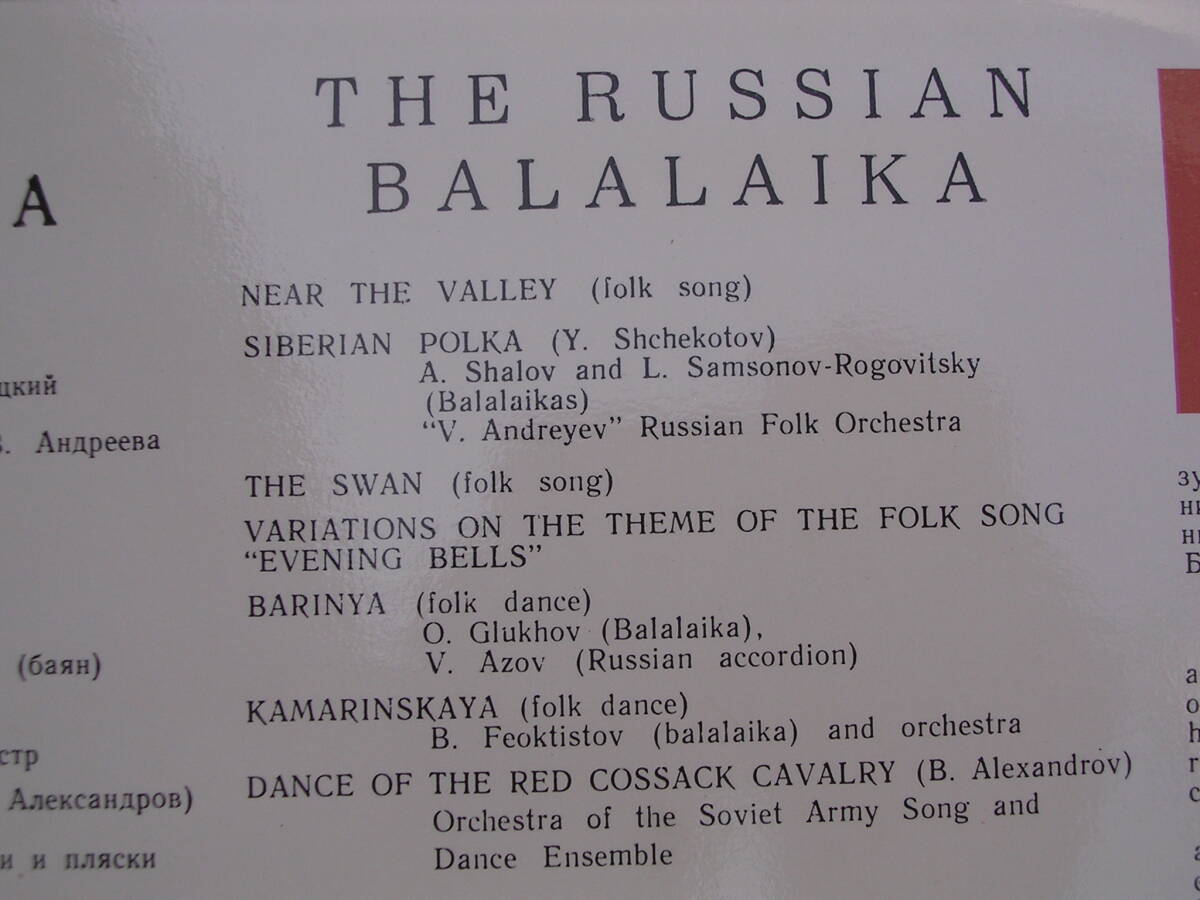 THE RUSSIAN
BALALAIKA
NEAR THE VALLEY (folk song)
SIBERIAN POLKA (Y. Shchekotov)
A. Shalov and L. Samsonov-Rogovitsky
(Balalaikas)
“V. Andreyev” Russian Folk Orchestra
THE SWAN (folk song)
VARIATIONS ON THE THEME OF THE FOLK SONG
“EVENING BELLS”
BARINYA (folk dance)
O. Glukhov (Balalaika),
V. Azov (Russian accordion)
KAMARINSKAYA (folk dance)
B. Feoktistov (balalaika) and orchestra
DANCE OF THE RED COSSACK CAVALRY (B. Alexandrov)
Orchestra of the Soviet Army Song and
Dance Ensemble
А
цкий
В. Андреева
(баян)
стр
Александров)
и и пляски